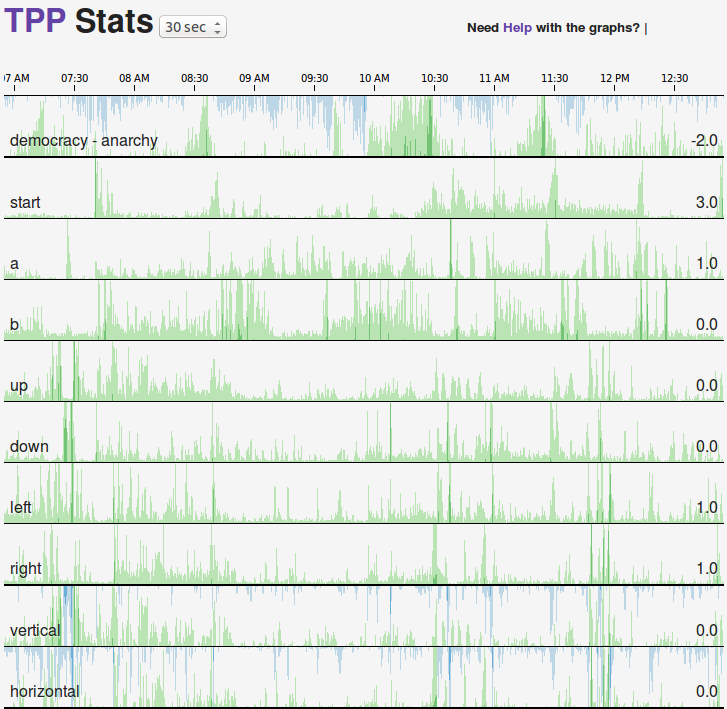 TPP Stats 30 sec Need Help with the graphs? |
7 AM 07:30 08 AM 08:30 09 AM 09:30 10 AM 10:30 11 AM 11:30 12 PM 12:30
democracy - anarchy -2.0
start 3.0
a 1.0
b 0.0
up 0.0
down 0.0
left 1.0
right 1.0
vertical 0.0
horizontal 0.0